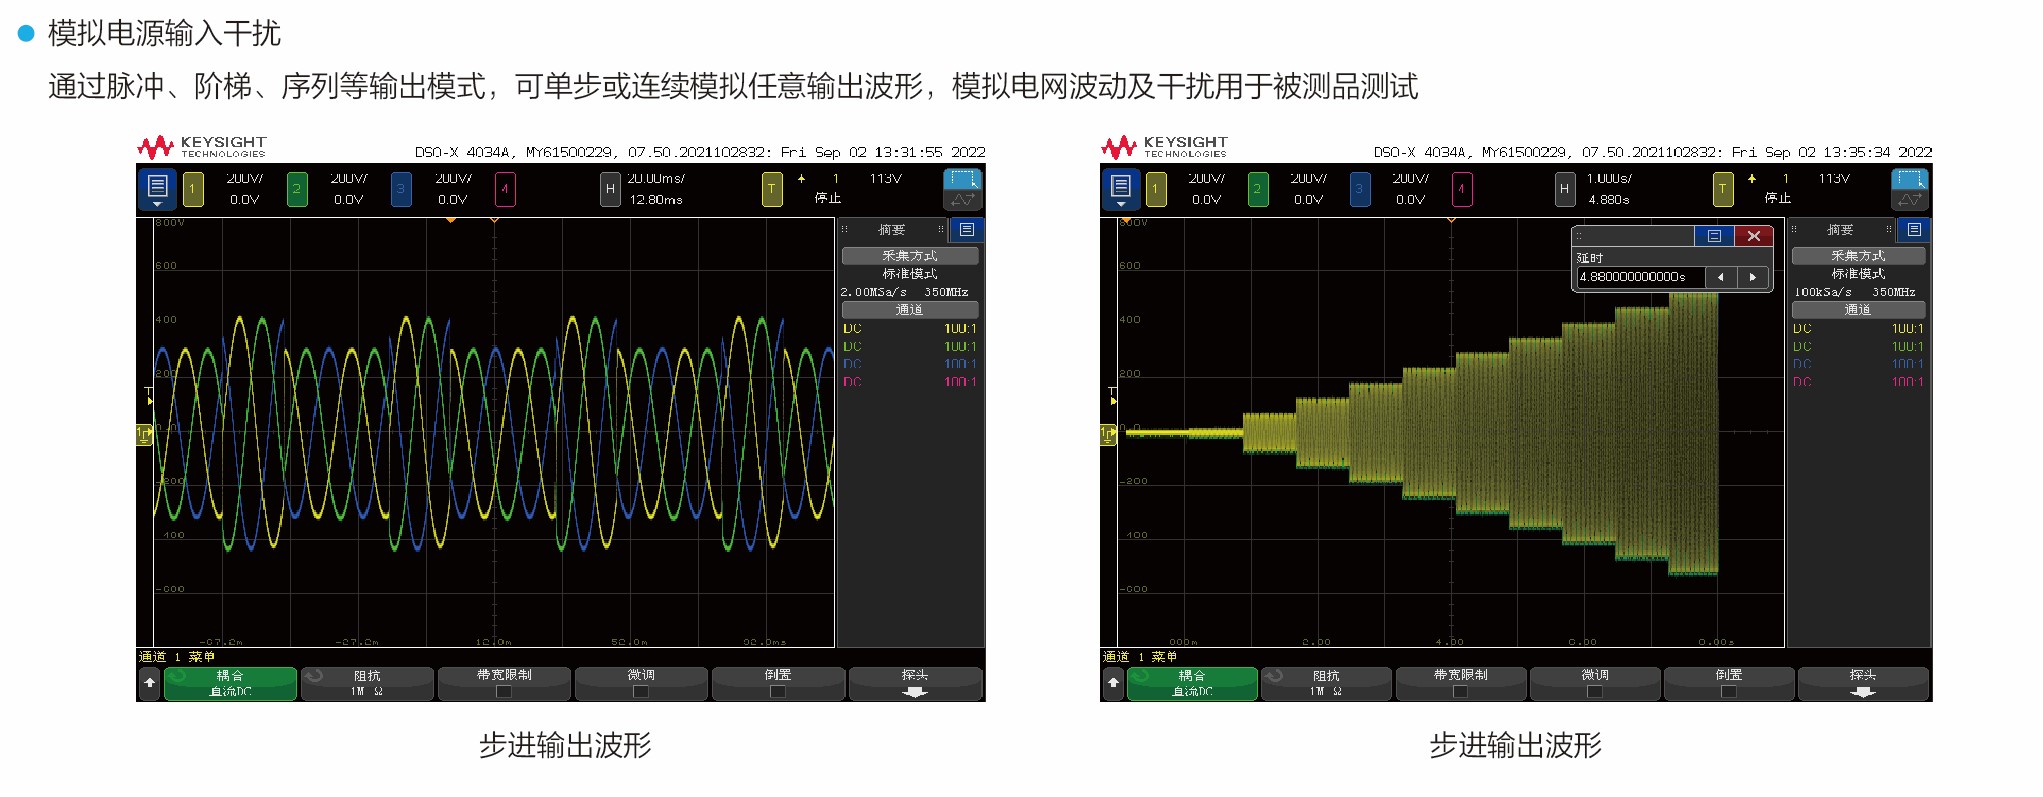 模拟电源输入干扰
通过脉冲、阶梯、序列等输出模式，可单步或连续模拟任意输出波形，模拟电网波动及干扰用于被测品测试
KEYSIGHT
TECHNOLOGIES
DSO-X 4034A, MY61500229, 07.50.2021102832: Fri Sep 02 13:31:55 2022
1 200V/ 2 200V/ 3 200V/ 4 H 20.00ms/ T 1 113V
0.0V 0.0V 0.0V 12.80ms 停止
800V
600
400
200
0.0
-200
-400
-600
-67.2m -27.2m 12.8m 52.8m 92.8ms
摘要
采集方式
标准模式
2.00MSa/s 350MHz
通道
DC 100:1
DC 100:1
DC 100:1
DC 100:1
通道 1 菜单
耦合 阻抗 带宽限制 微调 倒置 探头
直流DC 1M Ω
步进输出波形
KEYSIGHT
TECHNOLOGIES
DSO-X 4034A, MY61500229, 07.50.2021102832: Fri Sep 02 13:35:34 2022
1 200V/ 2 200V/ 3 200V/ 4 H 1.000s/ T 1 113V
0.0V 0.0V 0.0V 4.880s 停止
800V
600
400
200
0.0
-200
-400
-600
延时
4.880000000000s
摘要
采集方式
标准模式
100kSa/s 350MHz
通道
DC 100:1
DC 100:1
DC 100:1
DC 100:1
通道 1 菜单
耦合 阻抗 带宽限制 微调 倒置 探头
直流DC 1M Ω
步进输出波形